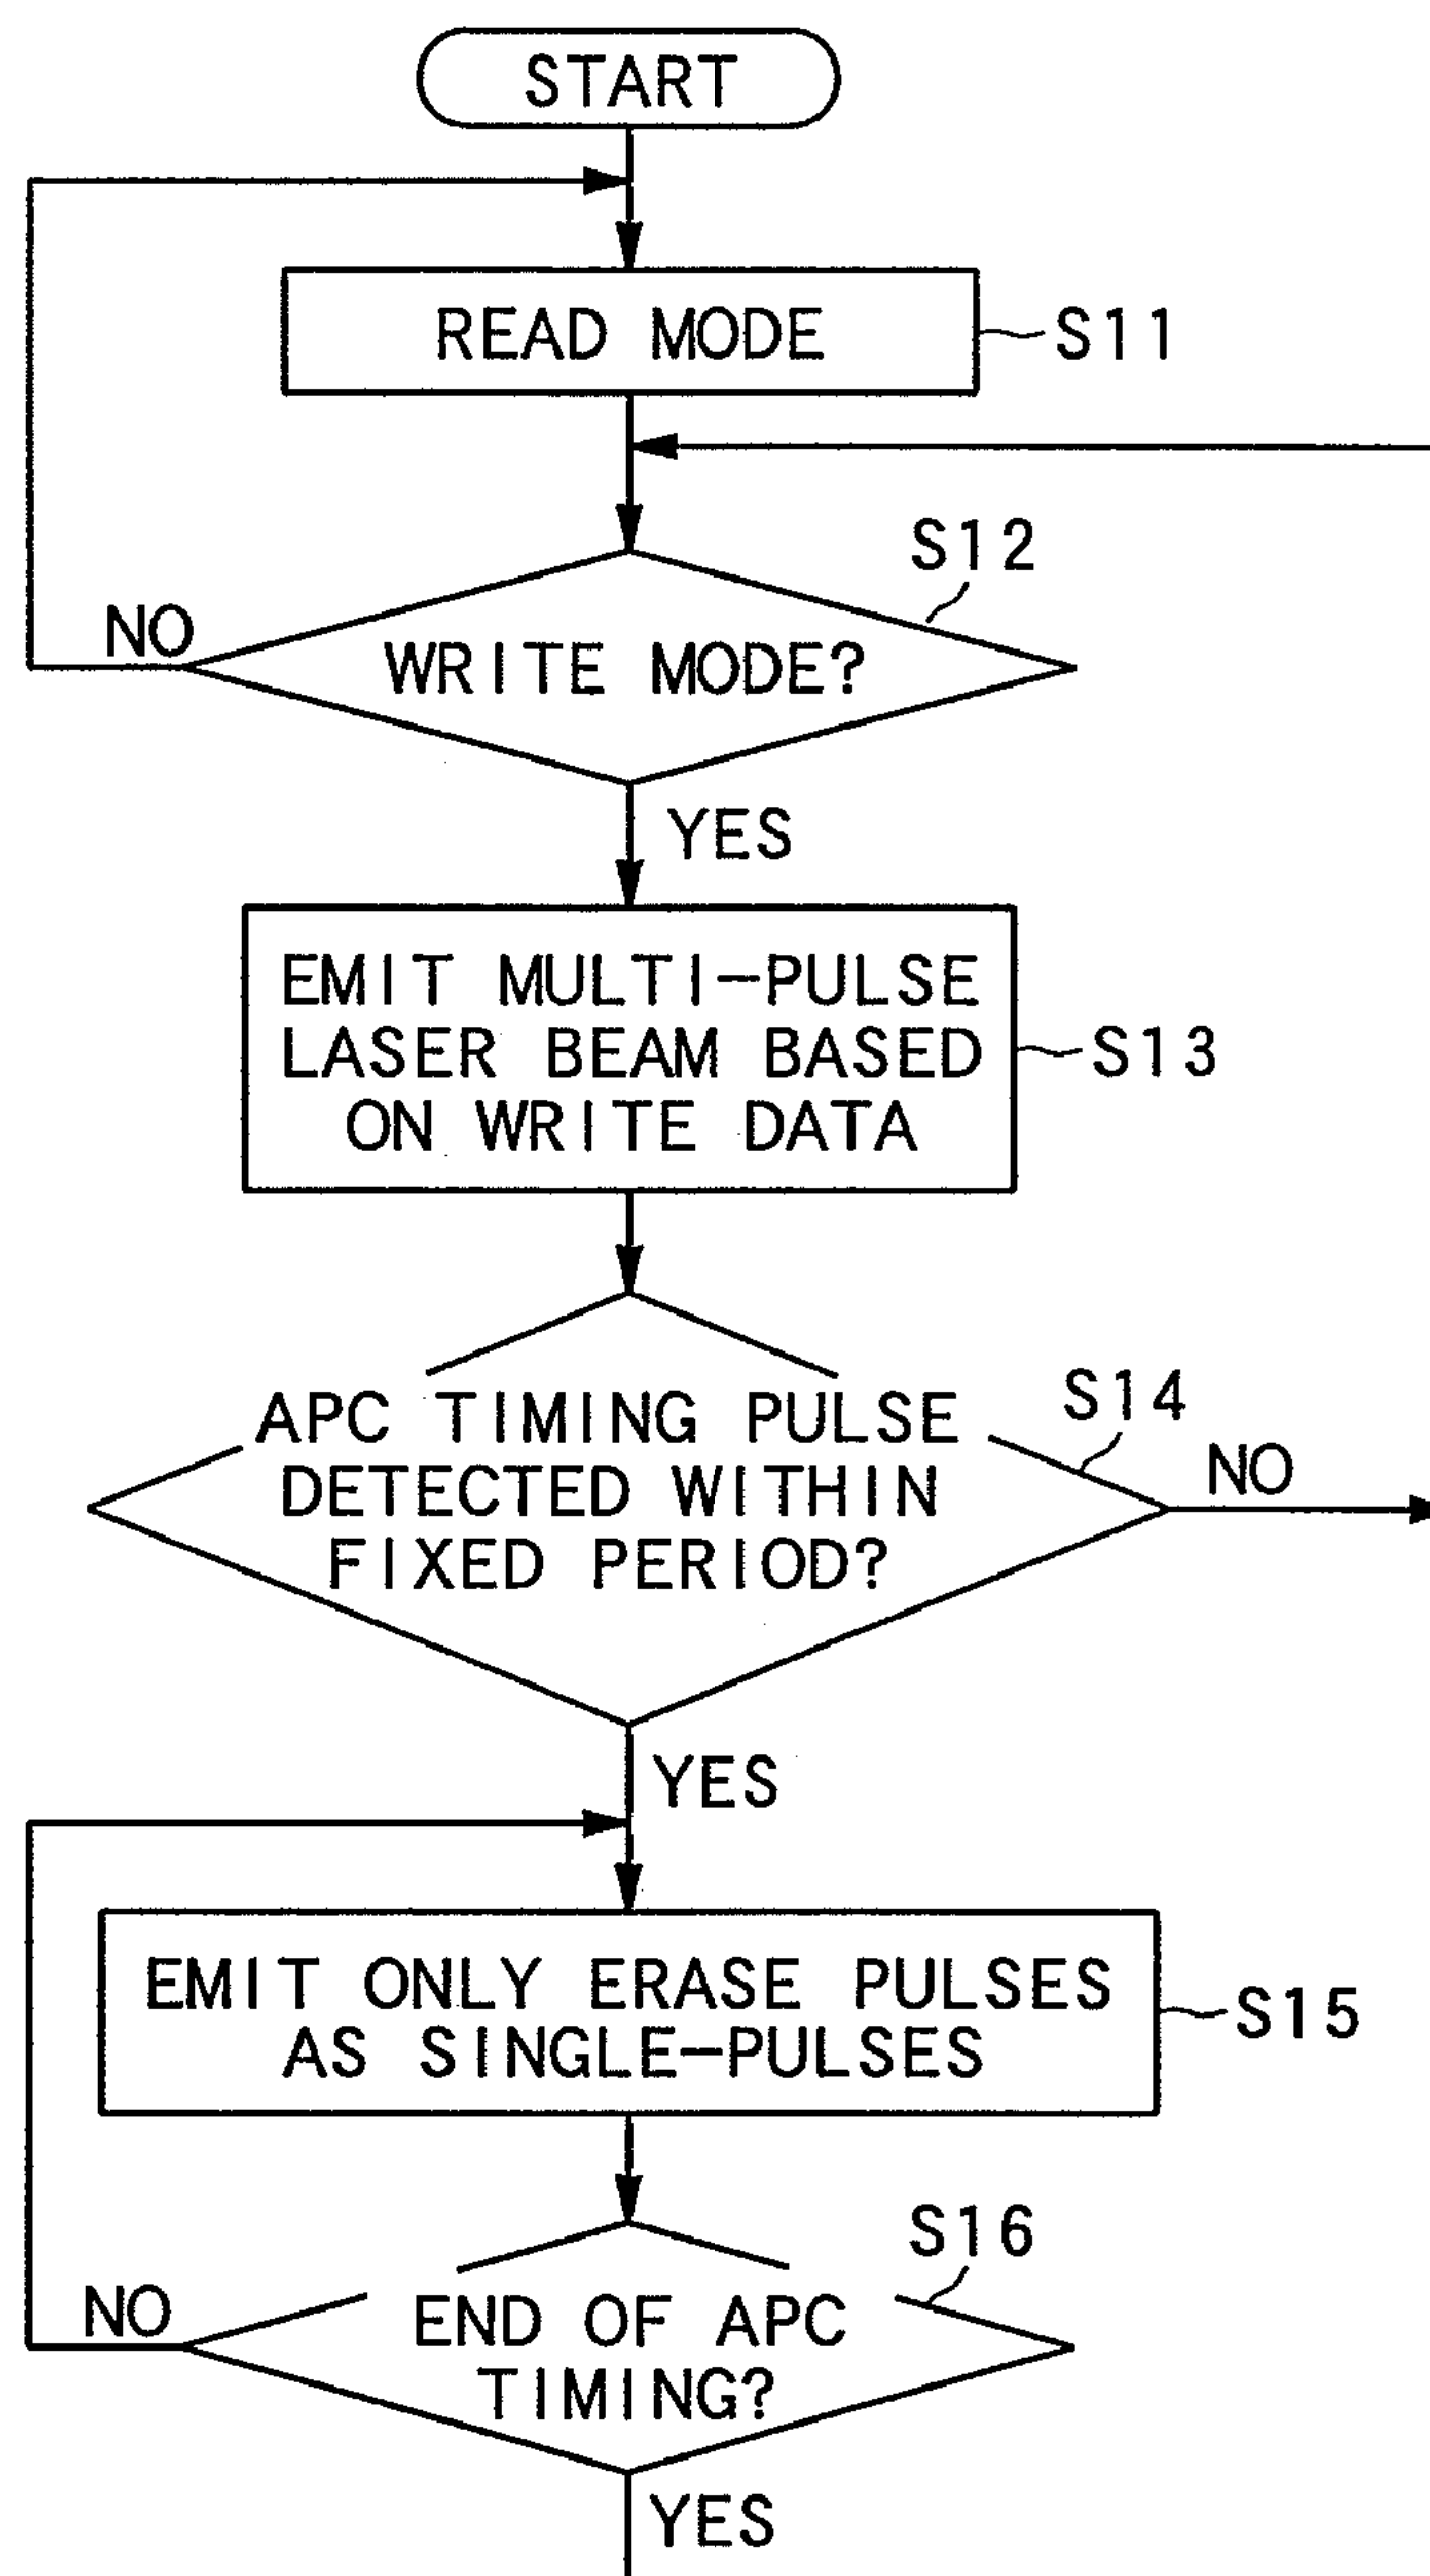 START
READ MODE
S11
S12
NO
WRITE MODE?
YES
EMIT MULTI-PULSE
LASER BEAM BASED
ON WRITE DATA
S13
S14
APC TIMING PULSE
DETECTED WITHIN
FIXED PERIOD?
NO
YES
EMIT ONLY ERASE PULSES
AS SINGLE-PULSES
S15
S16
NO
END OF APC
TIMING?
YES